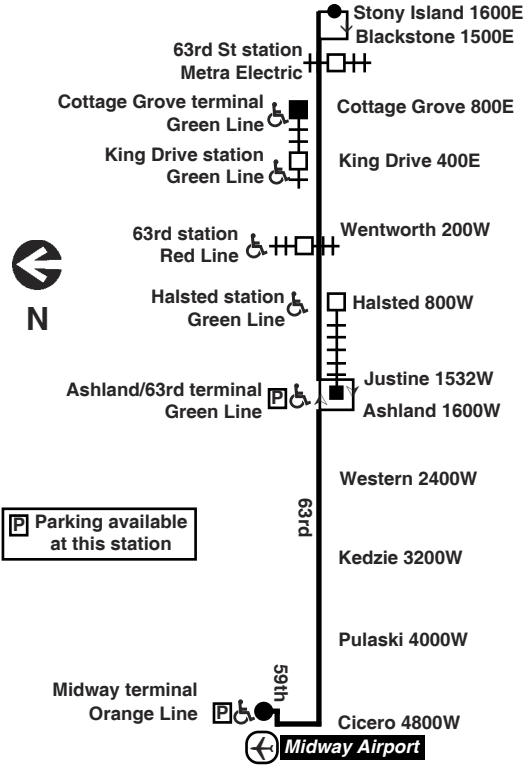 Stony Island 1600E
Blackstone 1500E
63rd St station
Metra Electric
Cottage Grove terminal
Green Line
Cottage Grove 800E
King Drive station
Green Line
King Drive 400E
Wentworth 200W
63rd station
Red Line
N
Halsted station
Green Line
Halsted 800W
Justine 1532W
Ashland/63rd terminal
Green Line
P
Ashland 1600W
Western 2400W
63rd
P Parking available
at this station
Kedzie 3200W
Pulaski 4000W
59th
Midway terminal
Orange Line
P
Cicero 4800W
Midway Airport